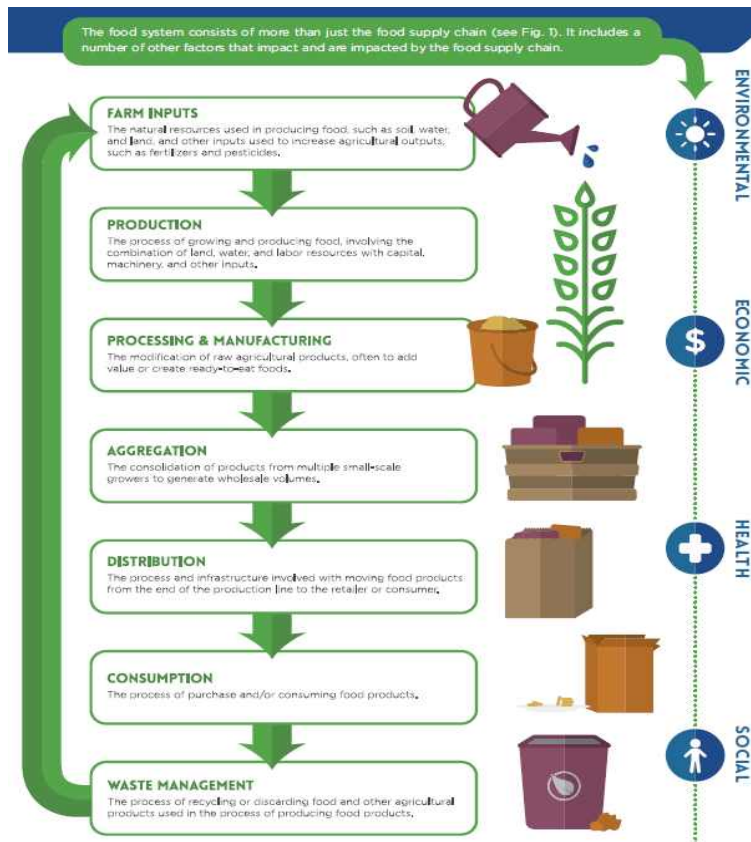 The food system consists of more than just the food supply chain (see Fig. 1). It includes a
number of other factors that impact and are impacted by the food supply chain.
FARM INPUTS
The natural resources used in producing food, such as soil, water,
and land, and other inputs used to increase agricultural outputs,
such as fertilizers and pesticides.
PRODUCTION
The process of growing and producing food, involving the
combination of land, water, and labor resources with capital,
machinery, and other inputs.
PROCESSING & MANUFACTURING
The modification of raw agricultural products, often to add
value or create ready-to-eat foods.
AGGREGATION
The consolidation of products from multiple small-scale
growers to generate wholesale volumes.
DISTRIBUTION
The process and infrastructure involved with moving food products
from the end of the production line to the retailer or consumer.
CONSUMPTION
The process of purchase and/or consuming food products.
WASTE MANAGEMENT
The process of recycling or discarding food and other agricultural
products used in the process of producing food products.
ENVIRONMENTAL
$
ECONOMIC
HEALTH
SOCIAL